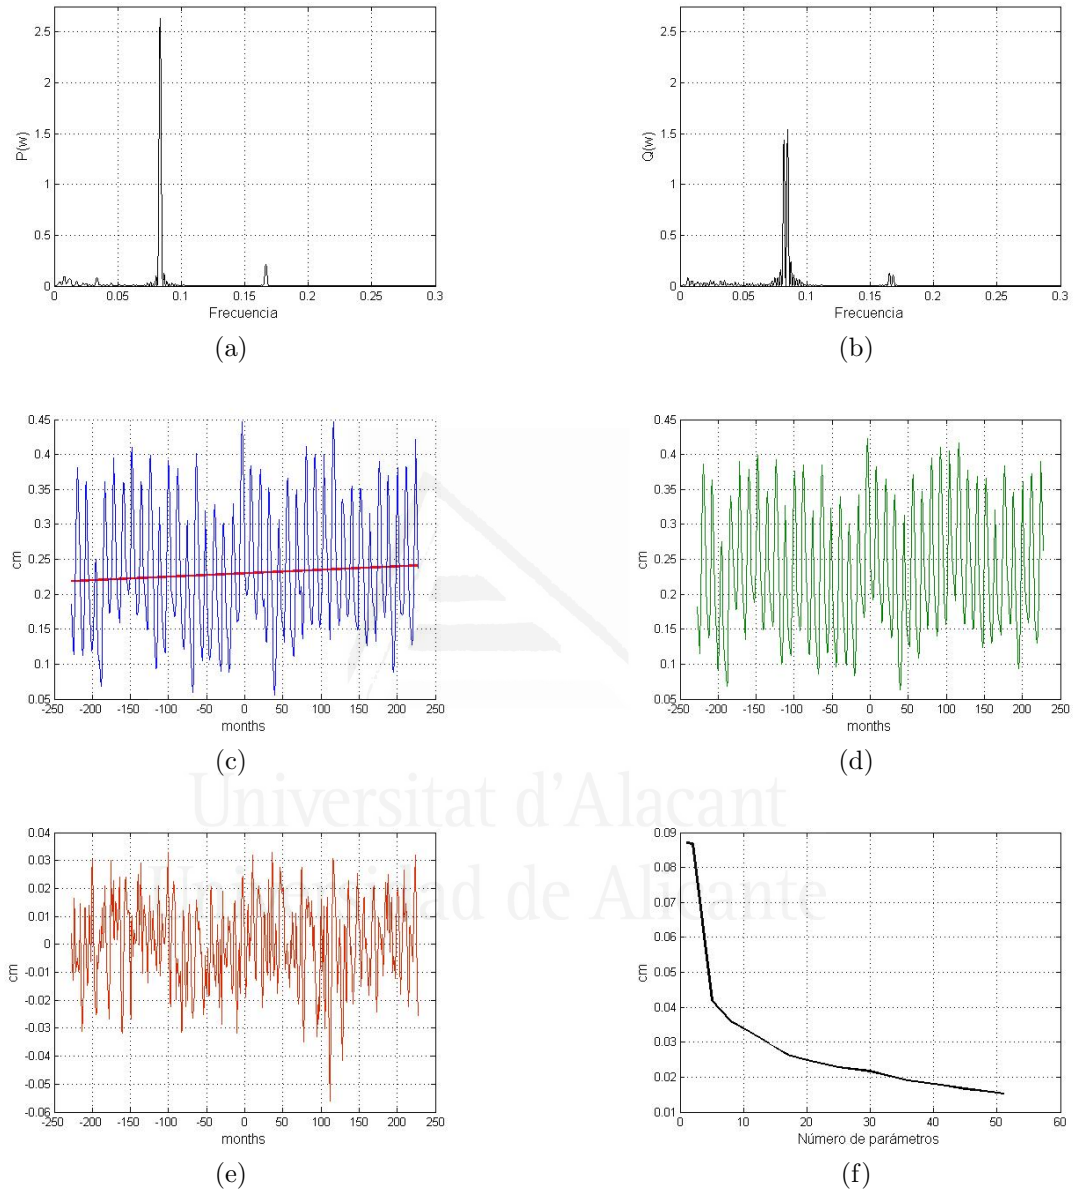 2.5
2
1.5
1
0.5
0
P(w)
0 0.05 0.1 0.15 0.2 0.25 0.3
Frecuencia
(a)
2.5
2
1.5
1
0.5
0
Q(w)
0 0.05 0.1 0.15 0.2 0.25 0.3
Frecuencia
(b)
0.45
0.4
0.35
0.3
0.25
0.2
0.15
0.1
0.05
cm
-250 -200 -150 -100 -50 0 50 100 150 200 250
months
(c)
0.45
0.4
0.35
0.3
0.25
0.2
0.15
0.1
0.05
cm
-250 -200 -150 -100 -50 0 50 100 150 200 250
months
(d)
Universitat d'Alacant
Universidad de Alicante
0.04
0.03
0.02
0.01
0
-0.01
-0.02
-0.03
-0.04
-0.05
-0.06
cm
-250 -200 -150 -100 -50 0 50 100 150 200 250
months
(e)
0.09
0.08
0.07
0.06
0.05
0.04
0.03
0.02
0.01
cm
0 10 20 30 40 50 60
Número de parámetros
(f)